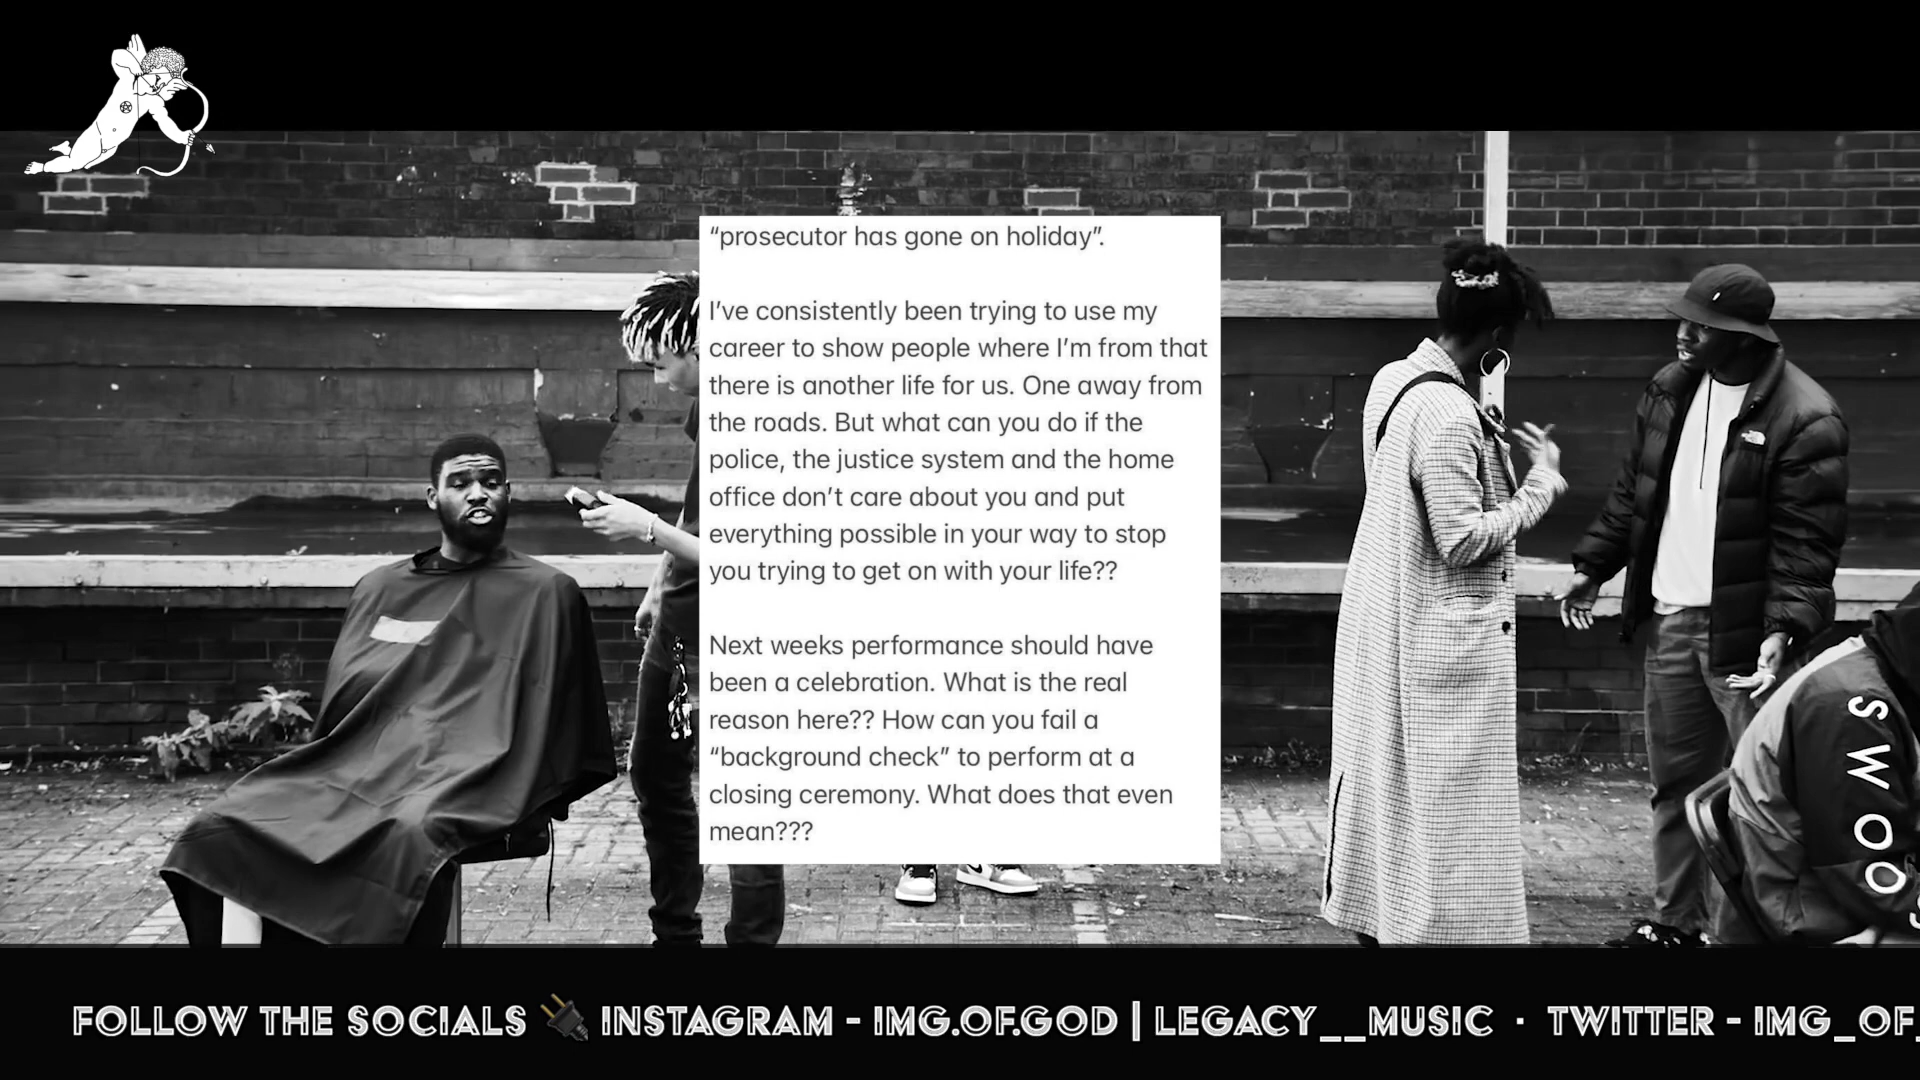 “prosecutor has gone on holiday”.
I’ve consistently been trying to use my
career to show people where I’m from that
there is another life for us. One away from
the roads. But what can you do if the
police, the justice system and the home
office don’t care about you and put
everything possible in your way to stop
you trying to get on with your life??
Next weeks performance should have
been a celebration. What is the real
reason here?? How can you fail a
“background check” to perform at a
closing ceremony. What does that even
mean???
SWOO
FOLLOW THE SOCIALS 🔌 INSTAGRAM - IMG.OF.GOD | LEGACY__MUSIC · TWITTER - IMG_OF_